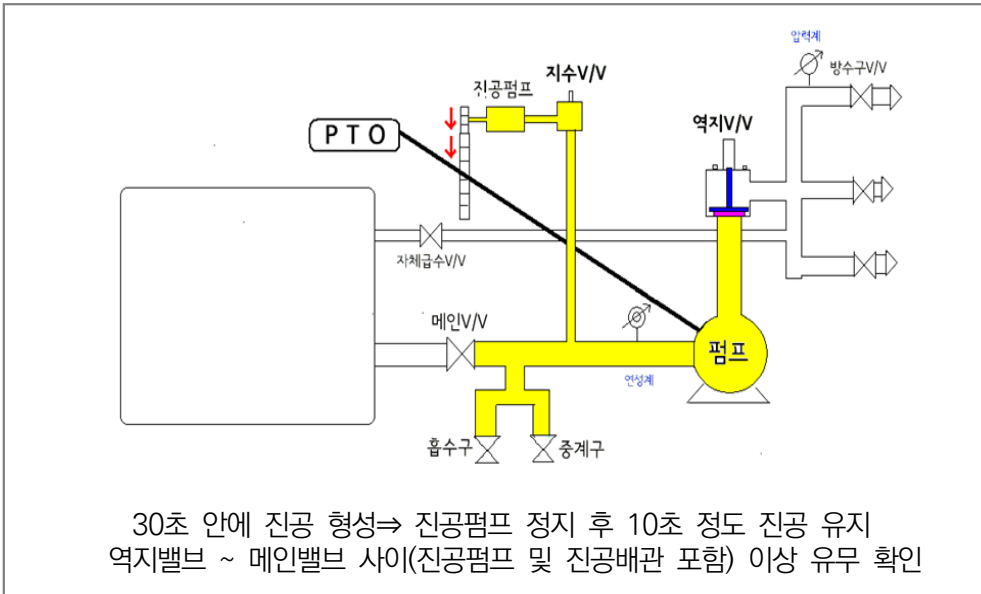 압력계
지수V/V
방수구V/V
진공펌프
역지V/V
P T O
자체급수V/V
메인V/V
펌프
연성계
흡수구
중계구
30초 안에 진공 형성⇒ 진공펌프 정지 후 10초 정도 진공 유지
역지밸브 ~ 메인밸브 사이(진공펌프 및 진공배관 포함) 이상 유무 확인